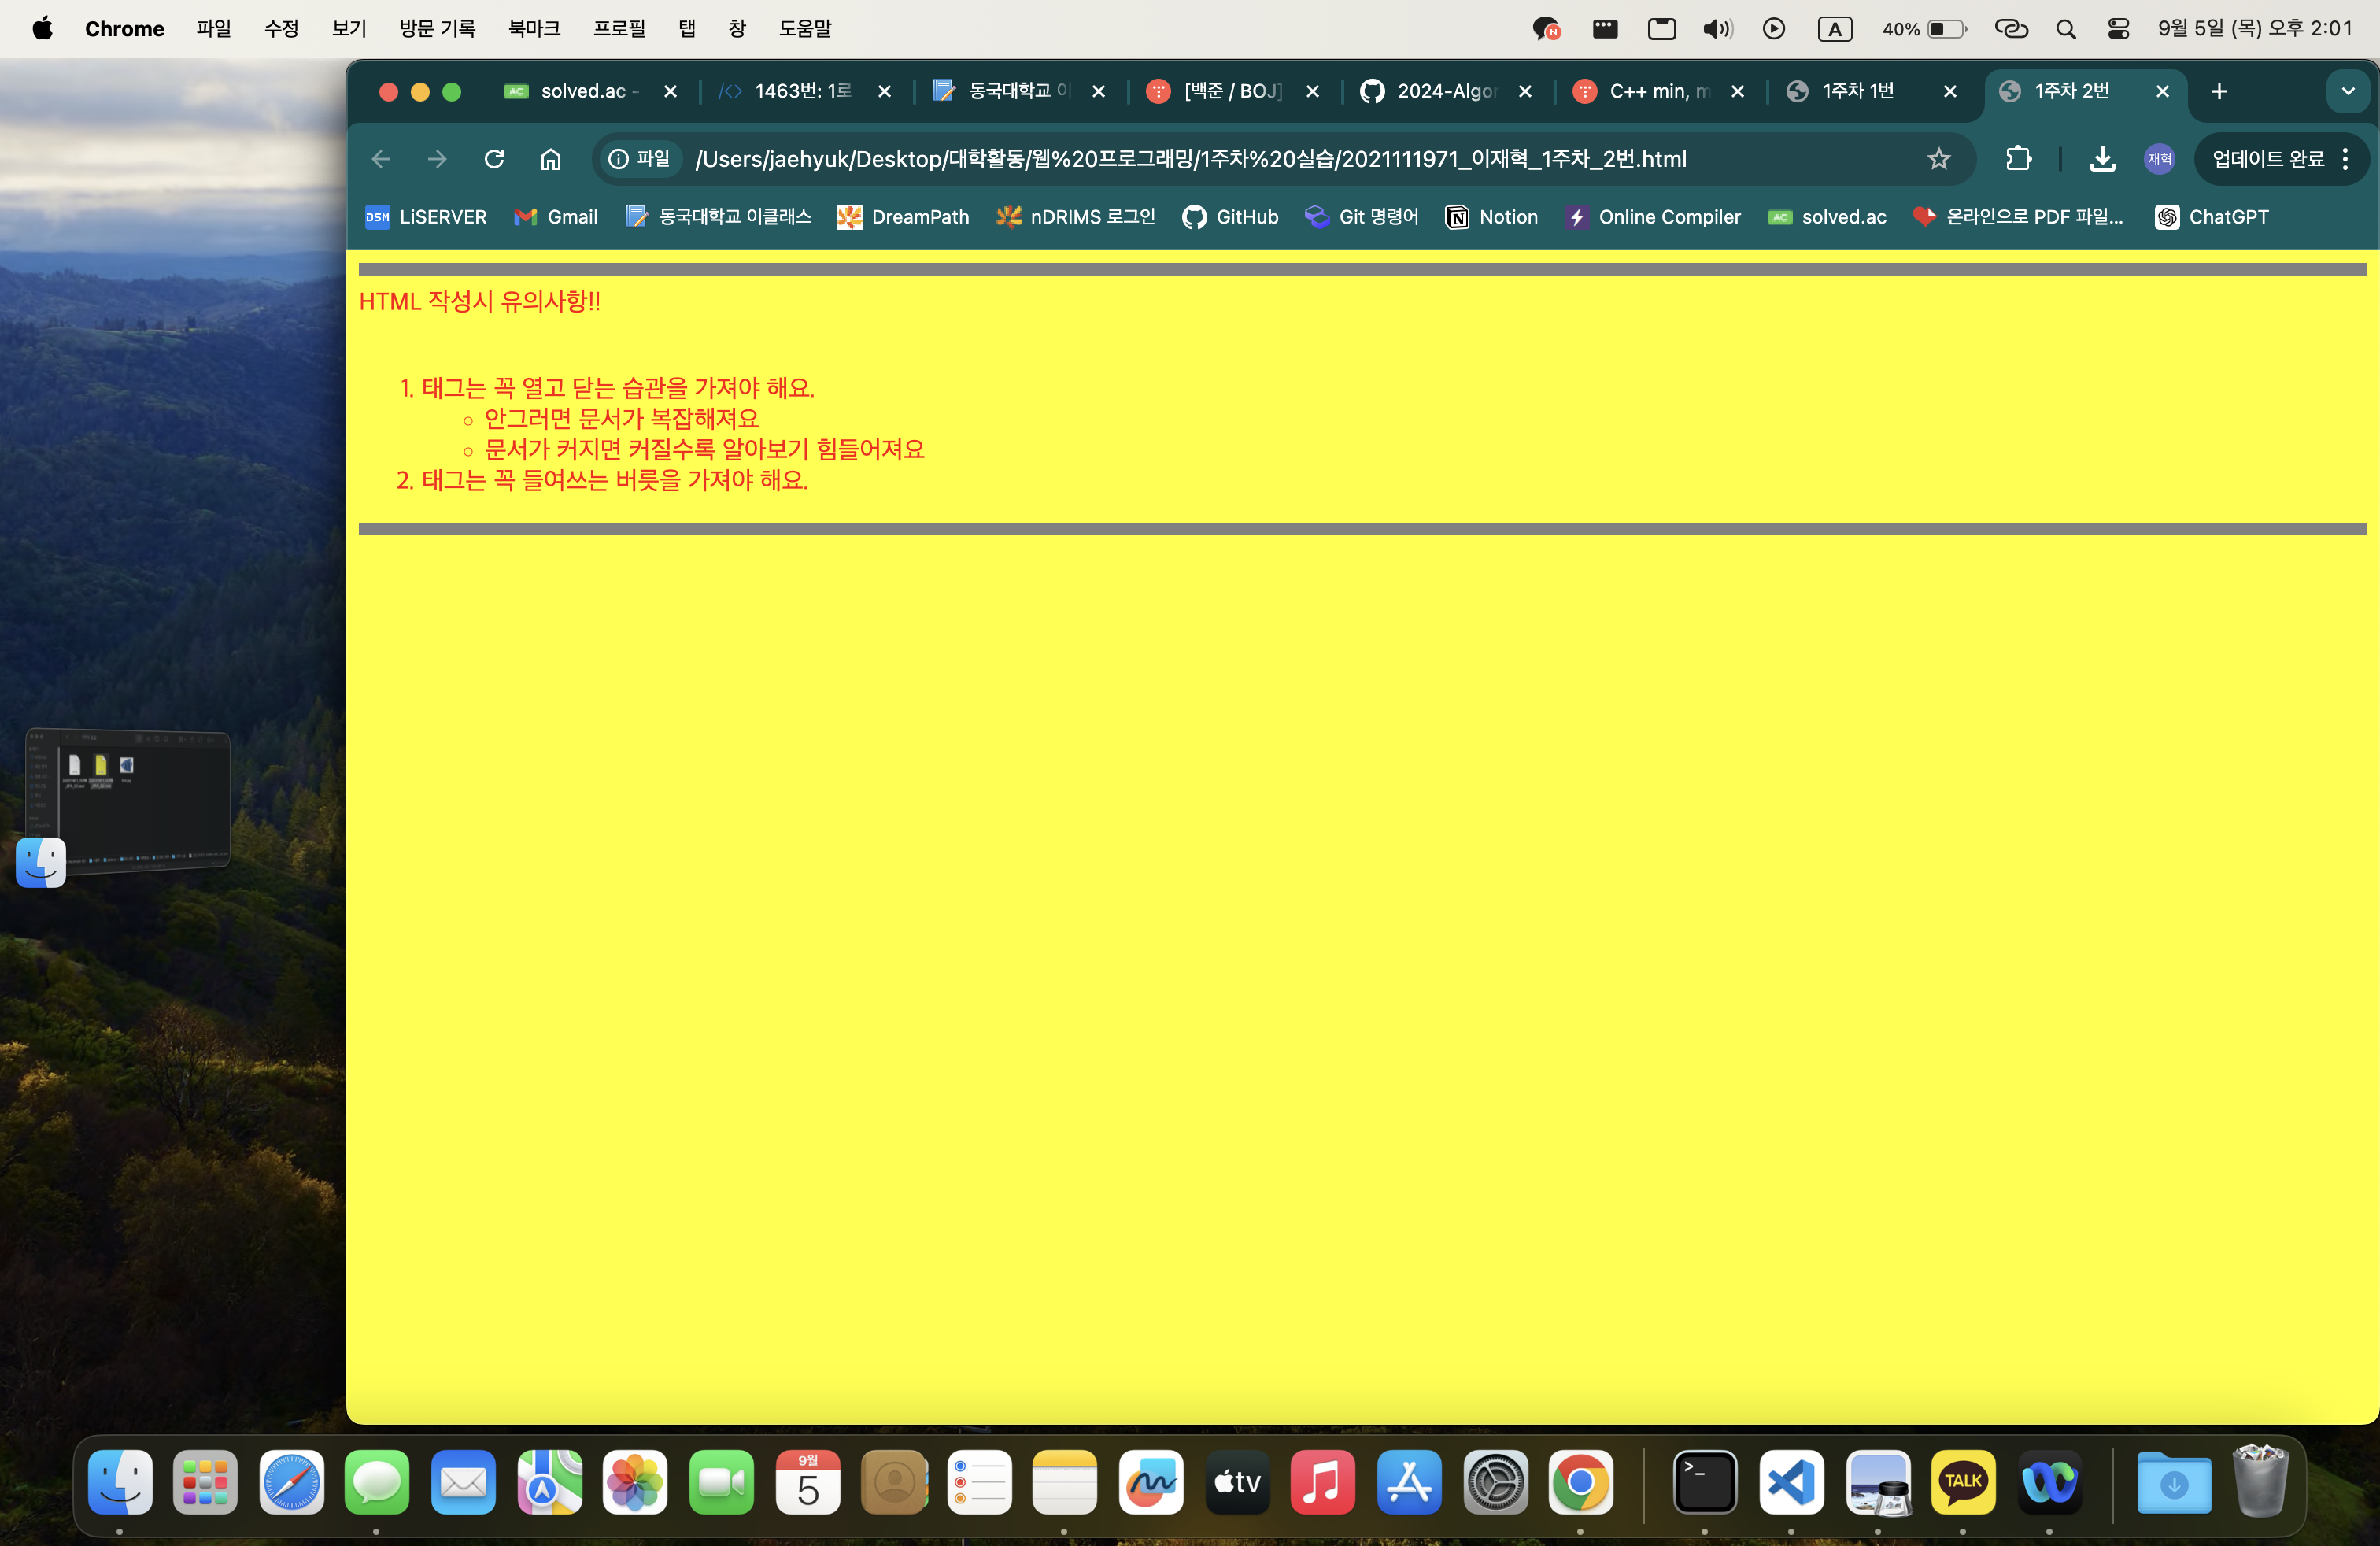 Chrome 파일 수정 보기 방문 기록 북마크 프로필 탭 창 도움말 A 40% 9월 5일 (목) 오후 2:01
solved.ac - 1463번: 1로 동국대학교 이 [백준 / BOJ] 2024-Algor C++ min, m 1주차 1번 1주차 2번
파일 /Users/jaehyuk/Desktop/대학활동/웹%20프로그래밍/1주차%20실습/2021111971_이재혁_1주차_2번.html 재혁 업데이트 완료
DSM LiSERVER Gmail 동국대학교 이클래스 DreamPath nDRIMS 로그인 GitHub Git 명령어 Notion Online Compiler AC solved.ac 온라인으로 PDF 파일... ChatGPT
HTML 작성시 유의사항!!
1. 태그는 꼭 열고 닫는 습관을 가져야 해요.
안그러면 문서가 복잡해져요
문서가 커지면 커질수록 알아보기 힘들어져요
2. 태그는 꼭 들여쓰는 버릇을 가져야 해요.
9월
5
tv
TALK